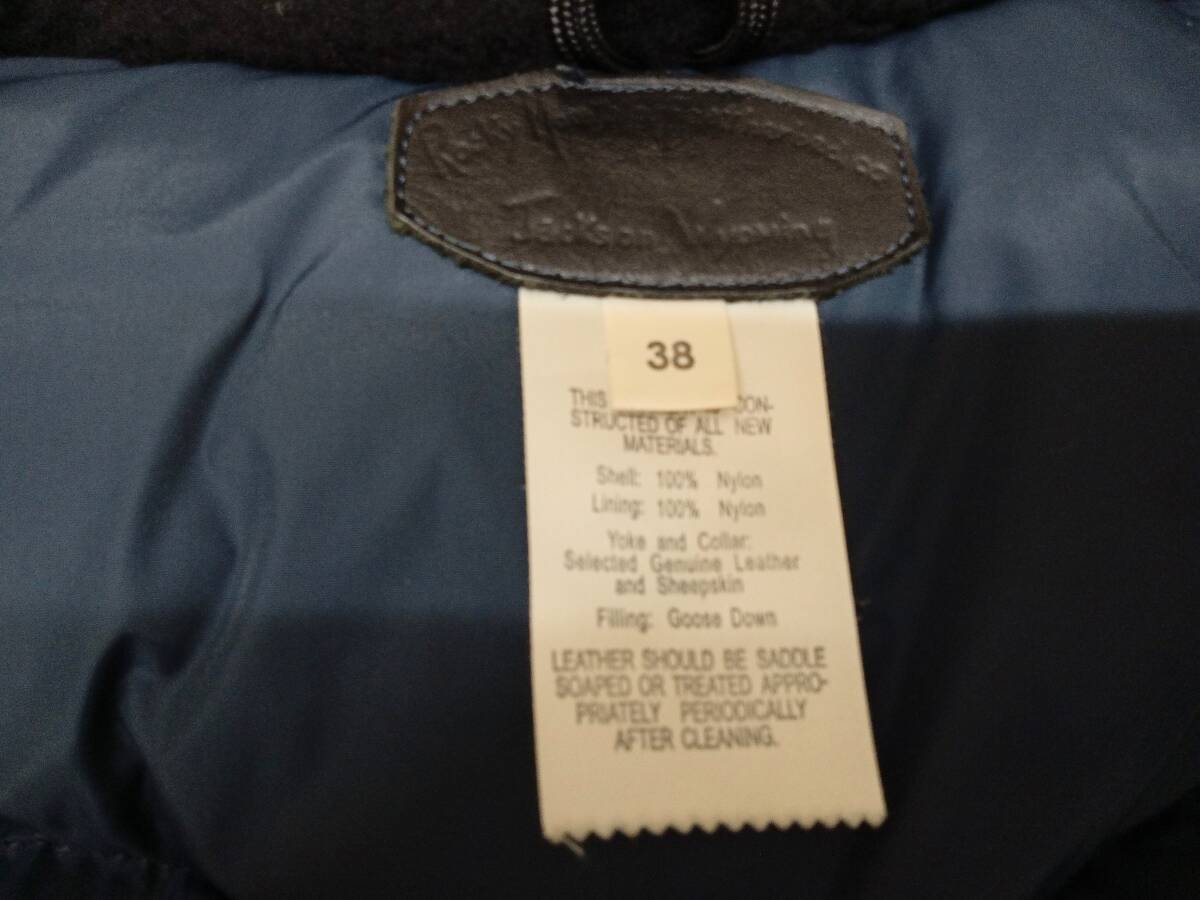 Rocky
Jackson, Wyoming
38
THIS CON-
STRUCTED OF ALL NEW
MATERIALS.
Shell: 100% Nylon
Lining: 100% Nylon
Yoke and Collar:
Selected Genuine Leather
and Sheepskin
Filling: Goose Down
LEATHER SHOULD BE SADDLE
SOAPED OR TREATED APPRO-
PRIATELY PERIODICALLY
AFTER CLEANING.